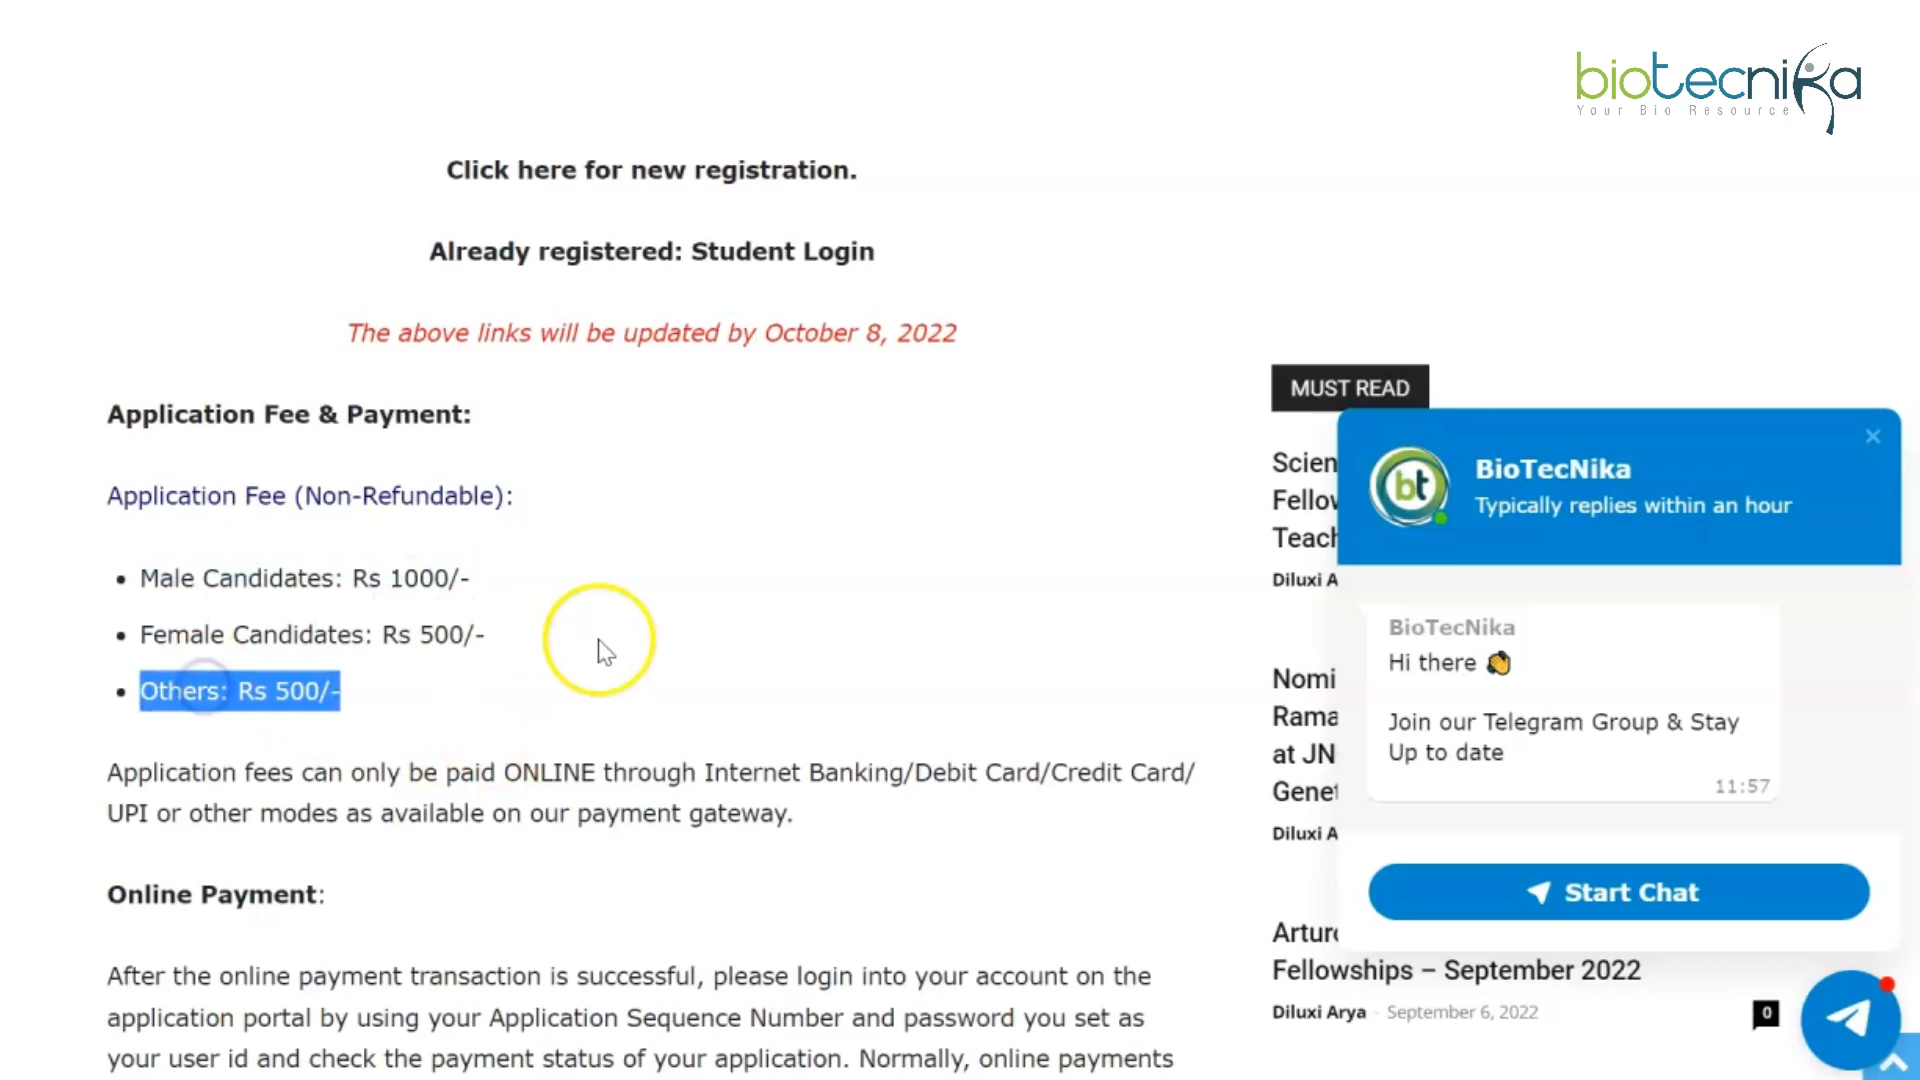 biotecnika
Your Bio Resource
Click here for new registration.
Already registered: Student Login
The above links will be updated by October 8, 2022
Application Fee & Payment:
Application Fee (Non-Refundable):
• Male Candidates: Rs 1000/-
• Female Candidates: Rs 500/-
• Others: Rs 500/-
Application fees can only be paid ONLINE through Internet Banking/Debit Card/Credit Card/
UPI or other modes as available on our payment gateway.
Online Payment:
After the online payment transaction is successful, please login into your account on the
application portal by using your Application Sequence Number and password you set as
your user id and check the payment status of your application. Normally, online payments
MUST READ
Diluxi
at JN
Diluxi
Fellowships – September 2022
Diluxi Arya - September 6, 2022
0
bt
BioTecNika
Typically replies within an hour
BioTecNika
Hi there 👏
Join our Telegram Group & Stay
Up to date
11:57
Start Chat